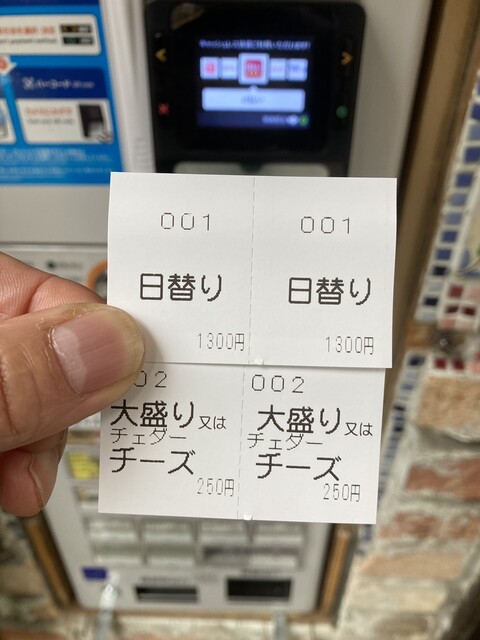 001
日替り
1300円
001
日替り
1300円
02
大盛り又は
チェダー
チーズ
250円
002
大盛り又は
チェダー
チーズ
250円